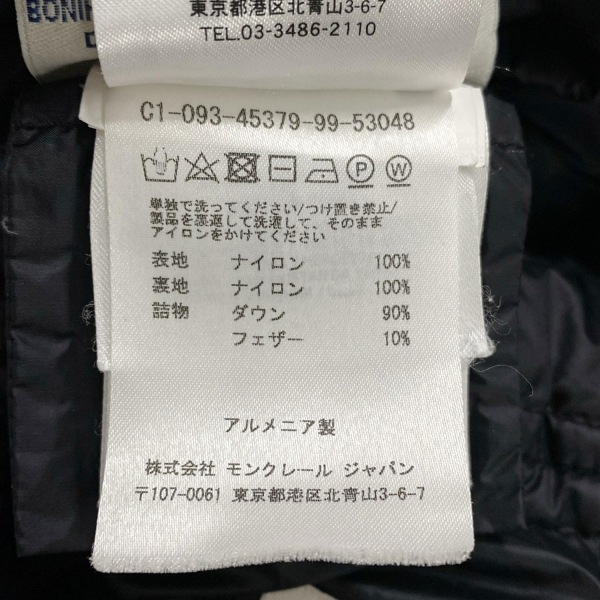 BONIF
東京都港区北青山3-6-7
TEL.03-3486-2110
C1-093-45379-99-53048
P W
単独で洗ってください/つけ置き禁止/
製品を裏返して洗濯して、そのまま
アイロンをかけてください
表地 ナイロン 100%
裏地 ナイロン 100%
詰物 ダウン 90%
フェザー 10%
アルメニア製
株式会社 モンクレール ジャパン
〒107-0061 東京都港区北青山3-6-7